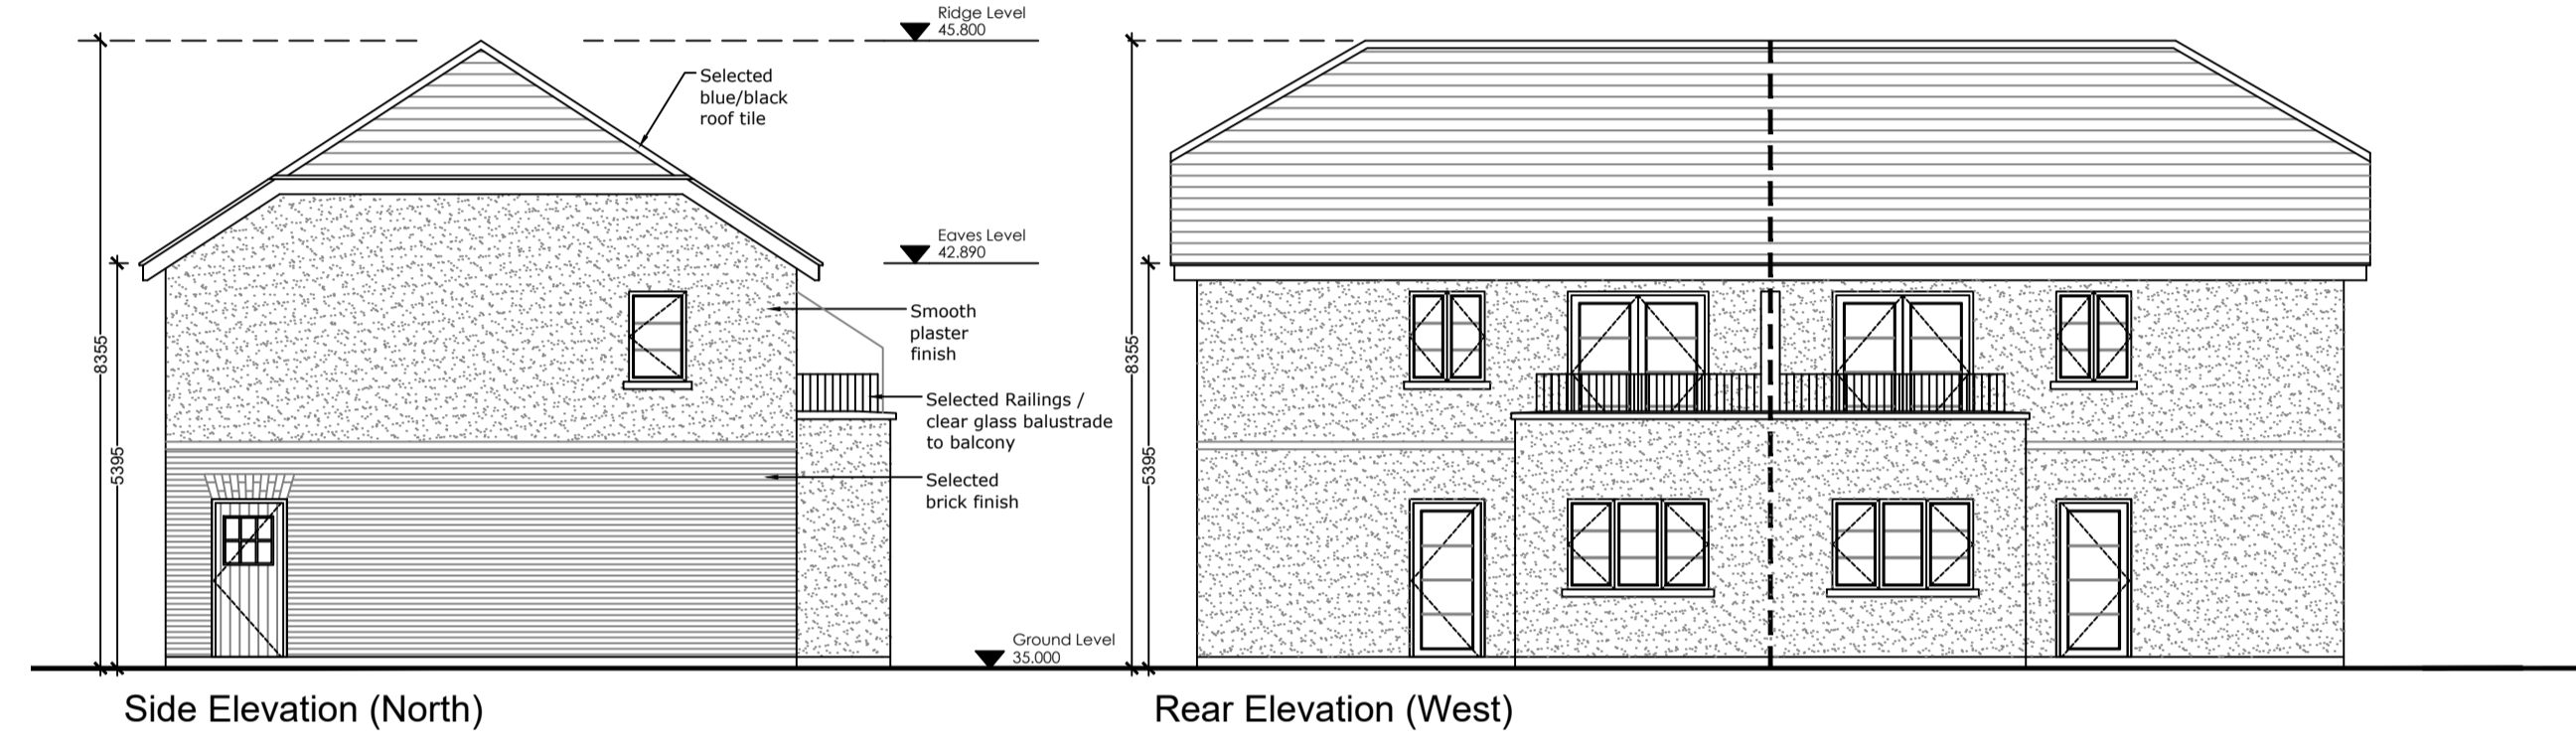 Ridge Level
45.800
Selected
blue/black
roof tile
Eaves Level
42.890
Smooth
plaster
finish
Selected Railings /
clear glass balustrade
to balcony
Selected
brick finish
Ground Level
35.000
8355
5395
8355
5395
Side Elevation (North)
Rear Elevation (West)